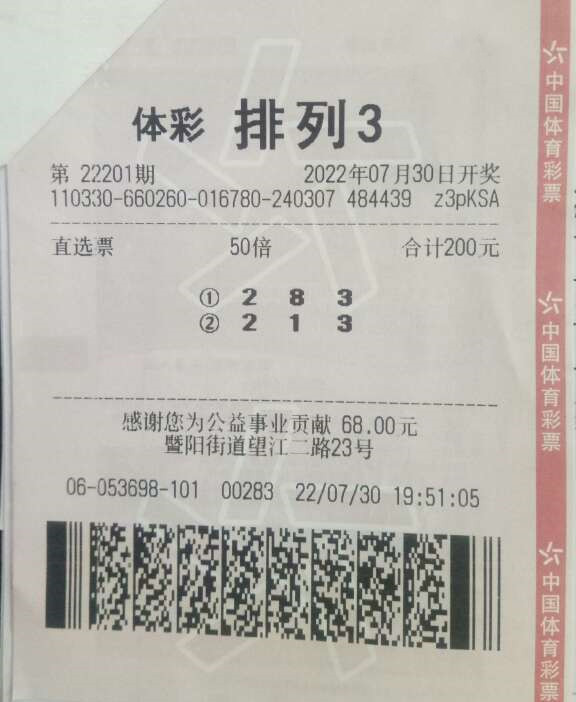 体彩 排列3
第 22201期 2022年07月30日开奖
110330-660260-016780-240307 484439 z3pKSA
直选票 50倍 合计200元
① 2 8 3
② 2 1 3
感谢您为公益事业贡献 68.00元
暨阳街道望江二路23号
06-053698-101 00283 22/07/30 19:51:05
中国体育彩票
中国体育彩票
中国体育彩票